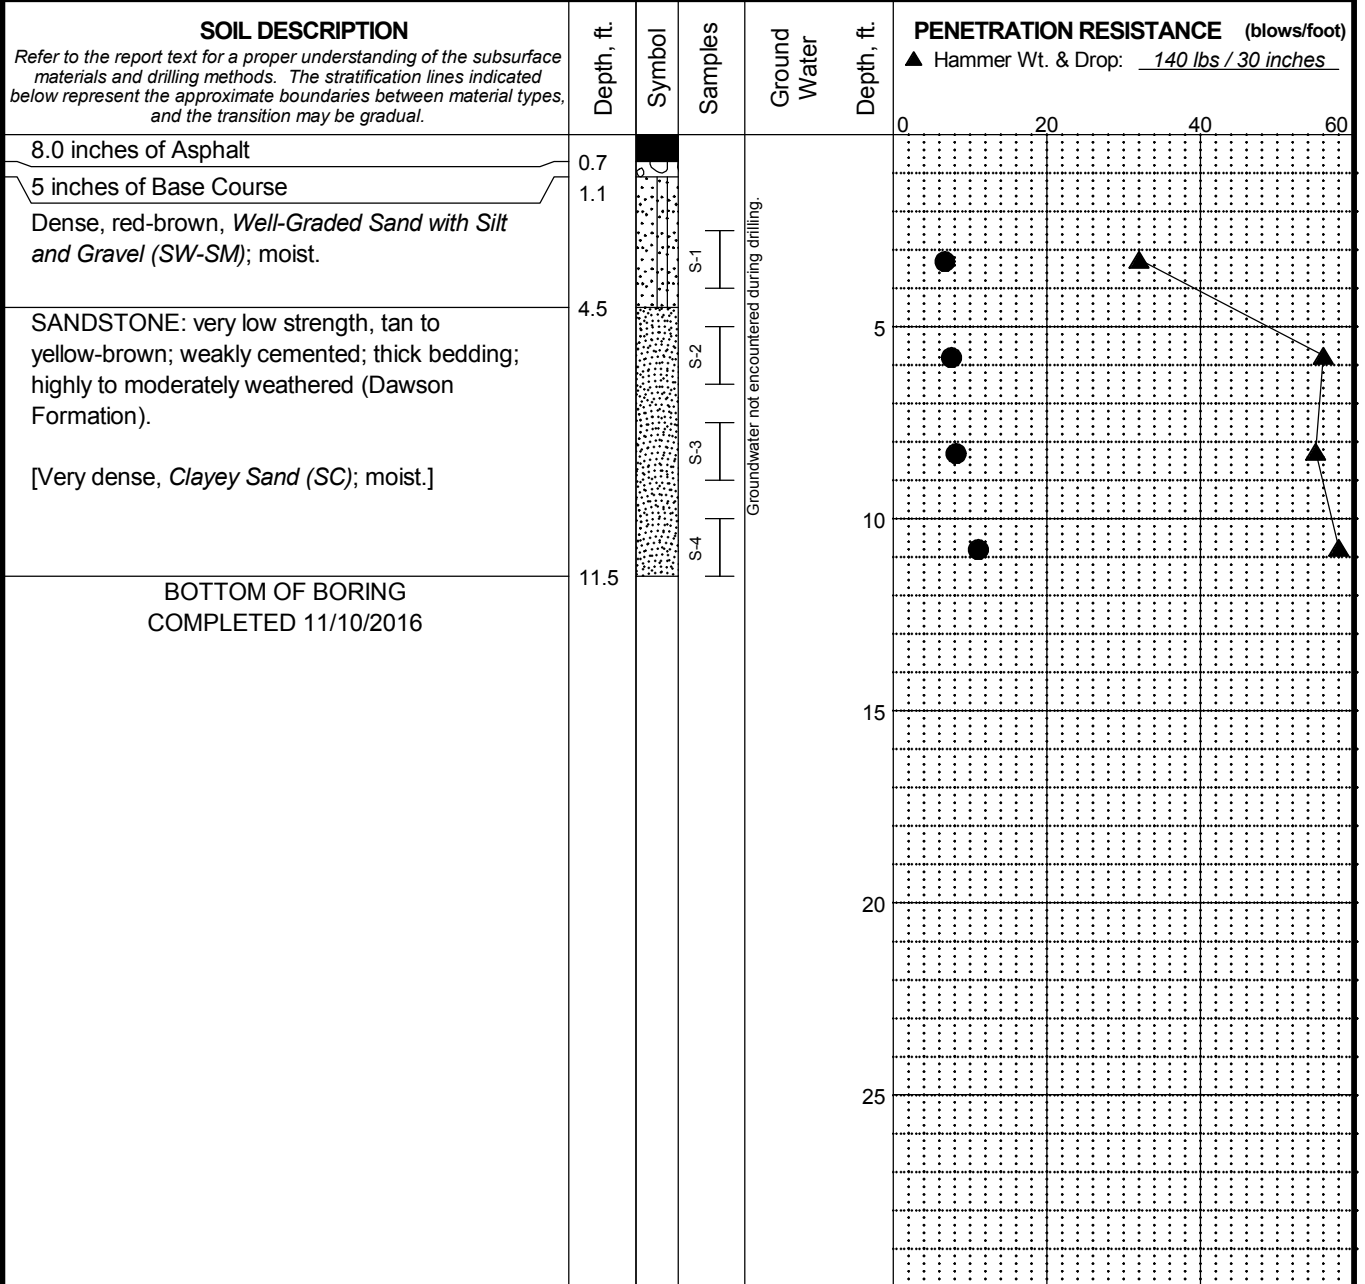 SOIL DESCRIPTION
Refer to the report text for a proper understanding of the subsurface
materials and drilling methods. The stratification lines indicated
below represent the approximate boundaries between material types,
and the transition may be gradual.
Depth, ft.
Symbol
Samples
Ground
Water
Depth, ft.
PENETRATION RESISTANCE (blows/foot)
▲ Hammer Wt. & Drop: 140 lbs / 30 inches
0 20 40 60
8.0 inches of Asphalt
0.7
5 inches of Base Course
1.1
Dense, red-brown, Well-Graded Sand with Silt
and Gravel (SW-SM); moist.
4.5
SANDSTONE: very low strength, tan to
yellow-brown; weakly cemented; thick bedding;
highly to moderately weathered (Dawson
Formation).
[Very dense, Clayey Sand (SC); moist.]
11.5
BOTTOM OF BORING
COMPLETED 11/10/2016
S-1
S-2
S-3
S-4
Groundwater not encountered during drilling.
5
10
15
20
25